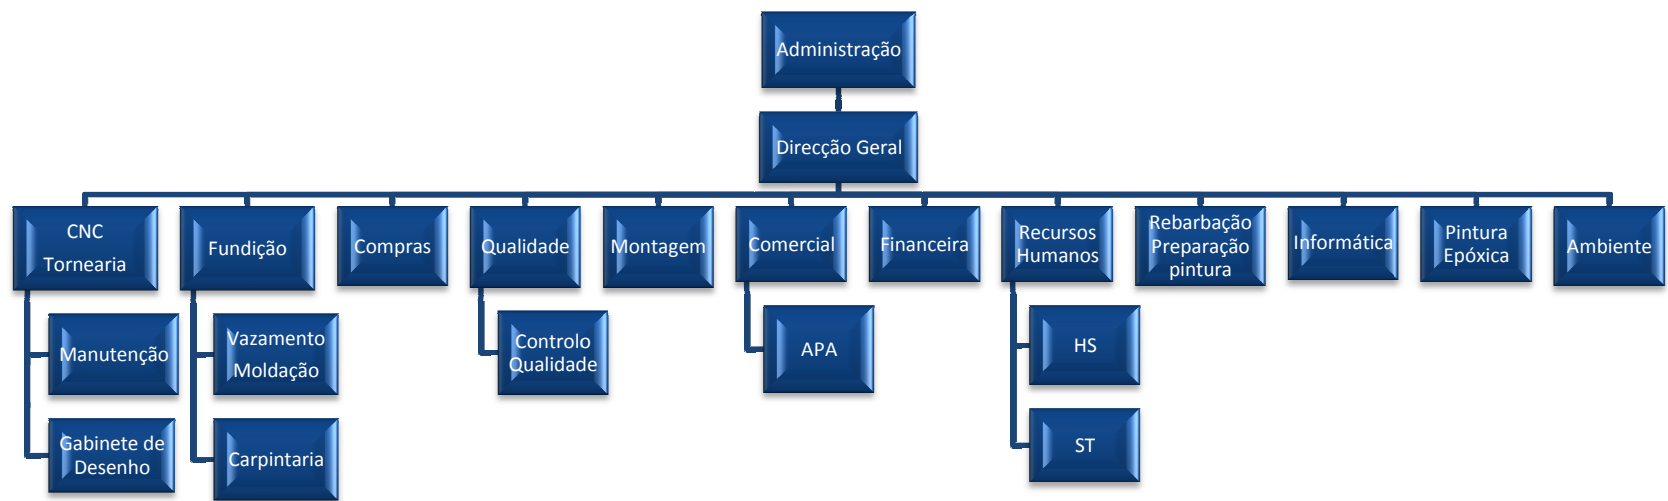 Administração
Direcção Geral
CNC
Tornearia
Fundição
Compras
Qualidade
Montagem
Comercial
Financeira
Recursos
Humanos
Rebarbação
Preparação
pintura
Informática
Pintura
Epóxica
Ambiente
Manutenção
Vazamento
Moldação
Controlo
Qualidade
APA
HS
Gabinete de
Desenho
Carpintaria
ST